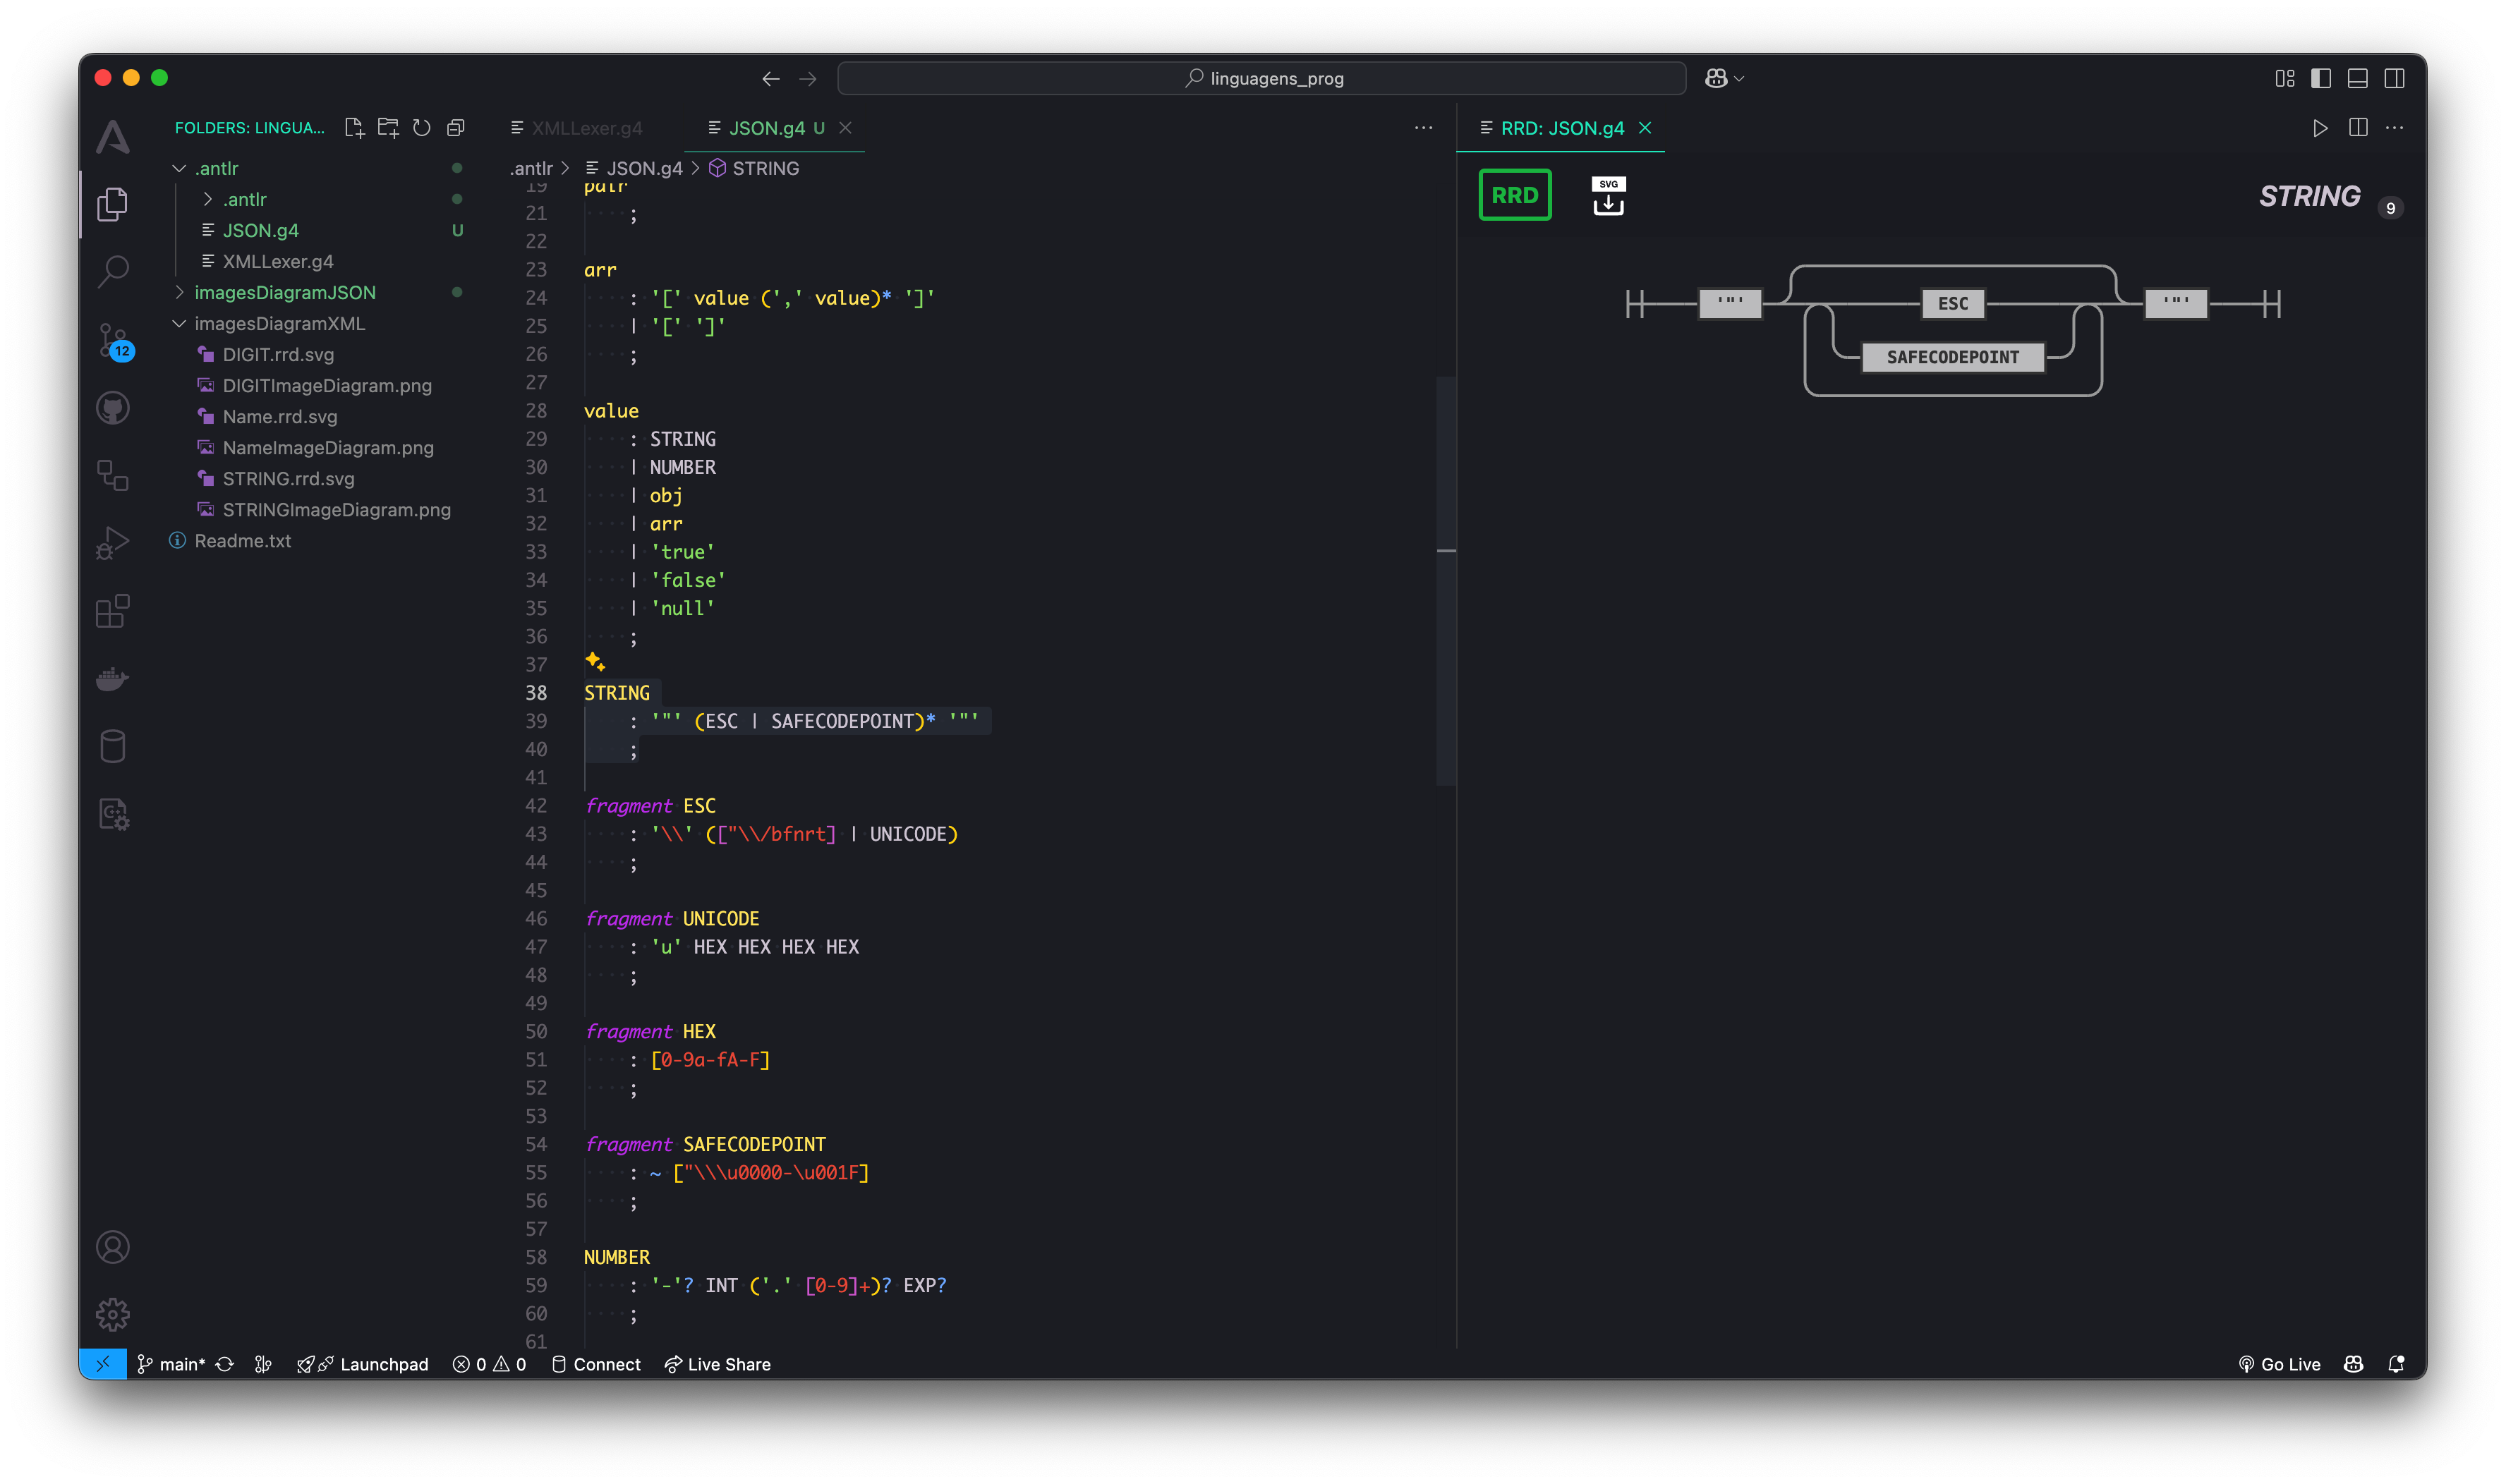 linguagens_prog
FOLDERS: LINGUA...
.antlr
.antlr
JSON.g4 U
XMLLexer.g4
imagesDiagramJSON
imagesDiagramXML
DIGIT.rrd.svg
DIGITImageDiagram.png
Name.rrd.svg
NameImageDiagram.png
STRING.rrd.svg
STRINGImageDiagram.png
Readme.txt
12
XMLLexer.g4
JSON.g4 U
.antlr > JSON.g4 > STRING
19 pair
21 ;
22
23 arr
24 : '[' value (',' value)* ']'
25 | '[' ']'
26 ;
27
28 value
29 : STRING
30 | NUMBER
31 | obj
32 | arr
33 | 'true'
34 | 'false'
35 | 'null'
36 ;
37
38 STRING
39 : '"' (ESC | SAFECODEPOINT)* '"'
40 ;
41
42 fragment ESC
43 : '\\' (["\\/bfnrt] | UNICODE)
44 ;
45
46 fragment UNICODE
47 : 'u' HEX HEX HEX HEX
48 ;
49
50 fragment HEX
51 : [0-9a-fA-F]
52 ;
53
54 fragment SAFECODEPOINT
55 : ~ ["\\\u0000-\u001F]
56 ;
57
58 NUMBER
59 : '-'? INT ('.' [0-9]+)? EXP?
60 ;
61
RRD: JSON.g4
RRD
SVG
STRING 9
'"' ESC '"'
SAFECODEPOINT
main* Launchpad 0 0 Connect Live Share
Go Live